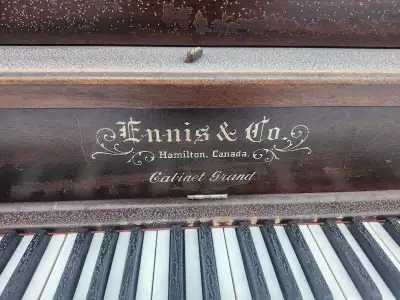 Ennis & Co.
Hamilton. Canada.
Cabinet Grand.